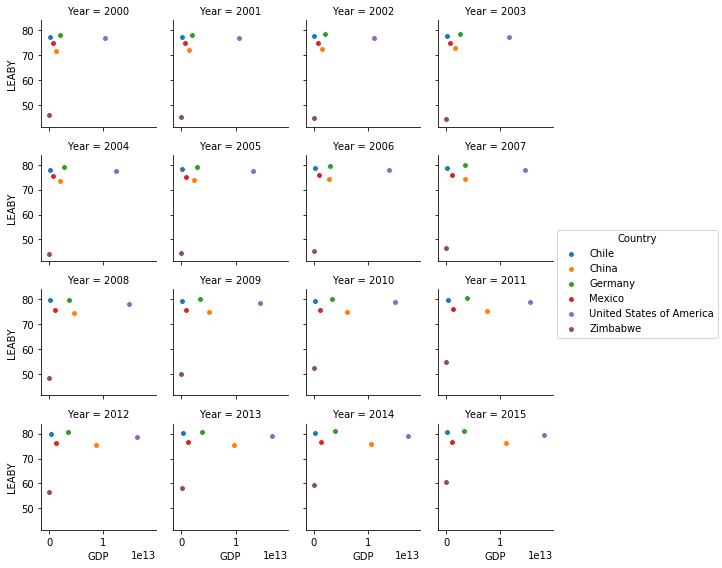 Year = 2000 Year = 2001 Year = 2002 Year = 2003
80
70
60
50
LEABY
Year = 2004 Year = 2005 Year = 2006 Year = 2007
80
70
60
50
LEABY
Year = 2008 Year = 2009 Year = 2010 Year = 2011
80
70
60
50
LEABY
Year = 2012 Year = 2013 Year = 2014 Year = 2015
80
70
60
50
LEABY
0 1 0 1 0 1 0 1
GDP 1e13 GDP 1e13 GDP 1e13 GDP 1e13
Country
Chile
China
Germany
Mexico
United States of America
Zimbabwe